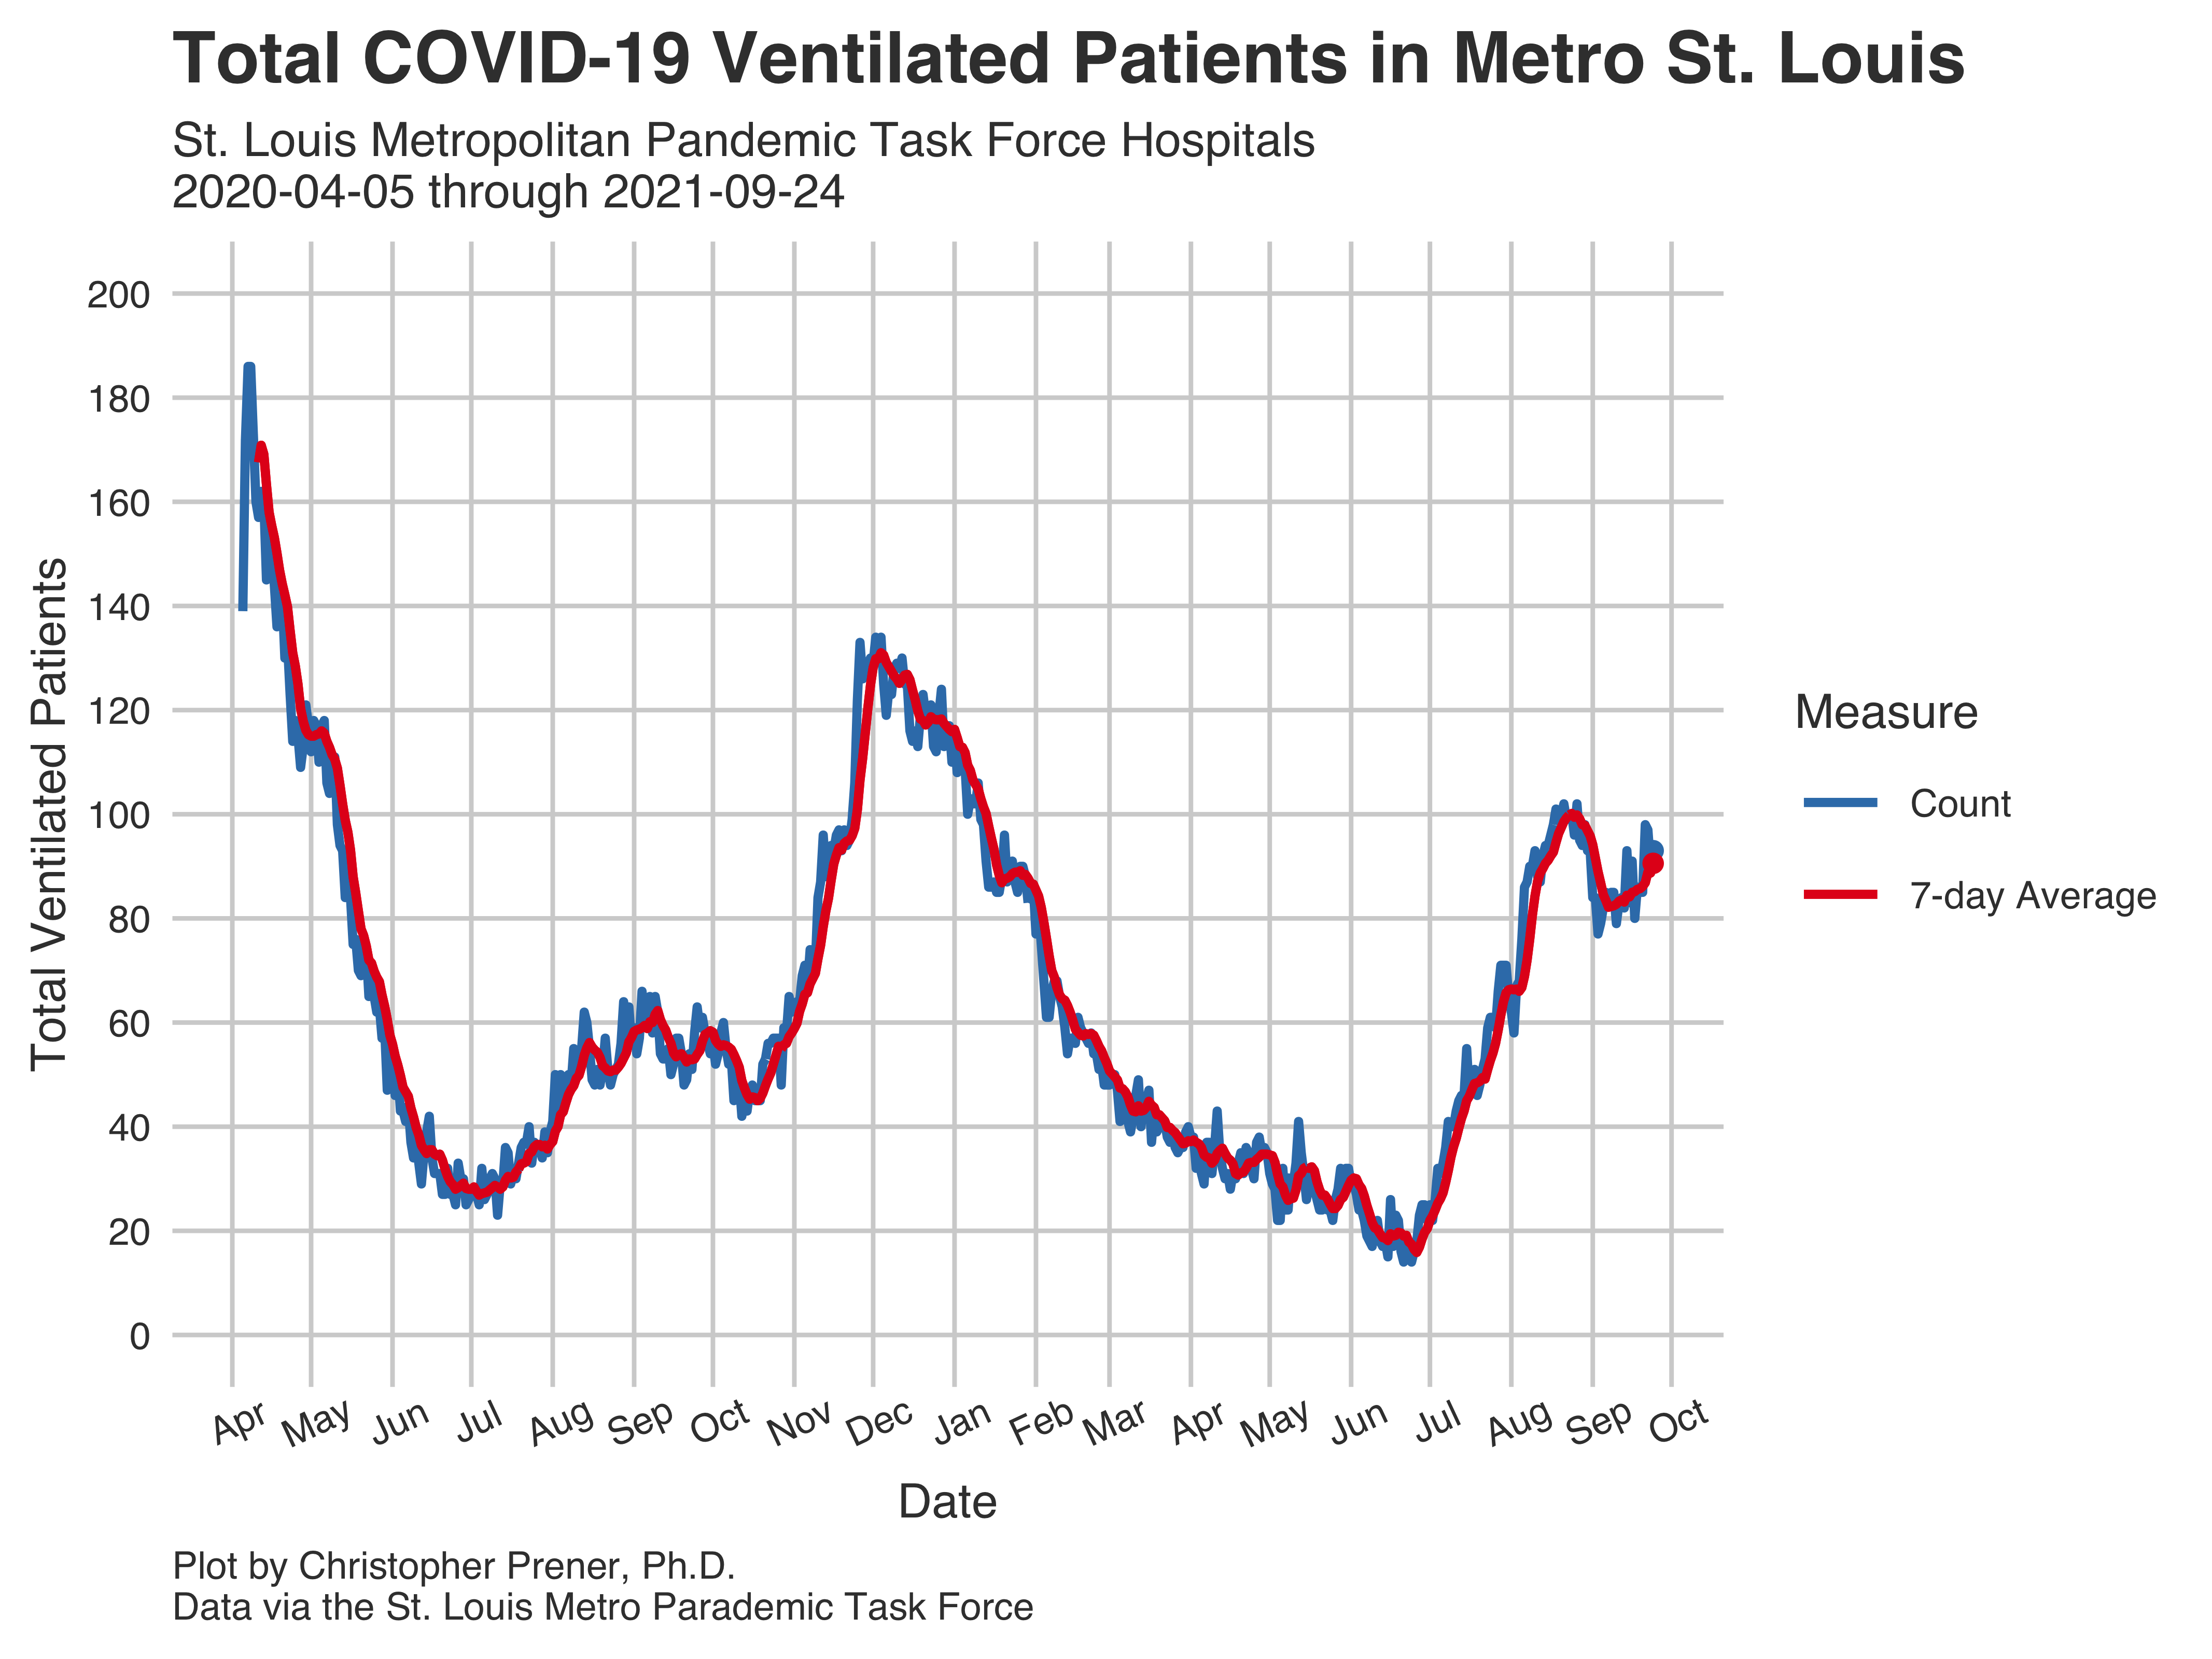 Total COVID-19 Ventilated Patients in Metro St. Louis
St. Louis Metropolitan Pandemic Task Force Hospitals
2020-04-05 through 2021-09-24
Total Ventilated Patients
200
180
160
140
120
100
80
60
40
20
0
Apr
May
Jun
Jul
Aug
Sep
Oct
Nov
Dec
Jan
Feb
Mar
Apr
May
Jun
Jul
Aug
Sep
Oct
Date
Measure
Count
7-day Average
Plot by Christopher Prener, Ph.D.
Data via the St. Louis Metro Parademic Task Force